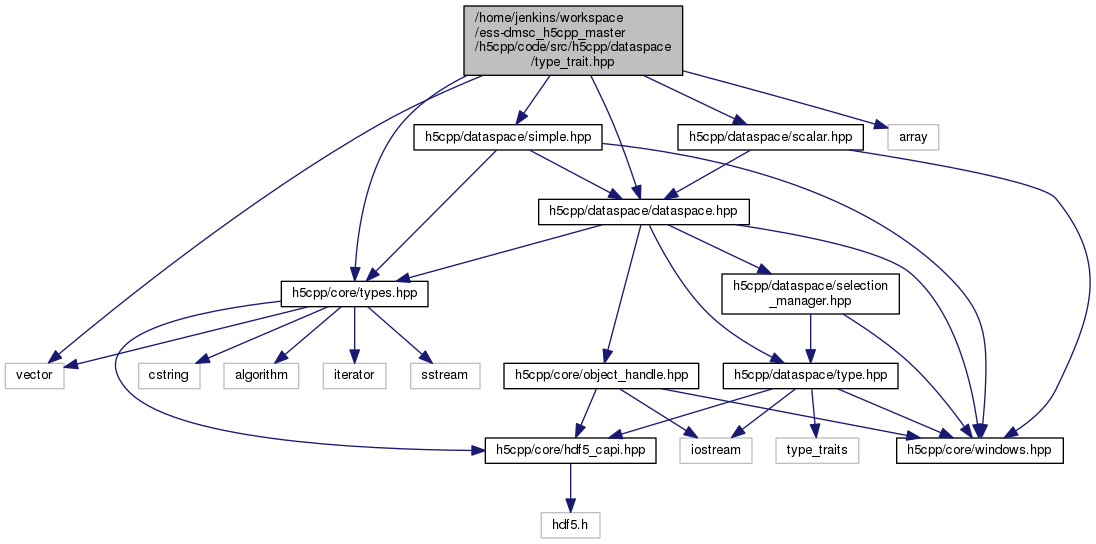 /home/jenkins/workspace
/ess-dmsc_h5cpp_master
/h5cpp/code/src/h5cpp/dataspace
/type_trait.hpp
h5cpp/dataspace/simple.hpp
h5cpp/dataspace/scalar.hpp
array
h5cpp/dataspace/dataspace.hpp
h5cpp/core/types.hpp
h5cpp/dataspace/selection
_manager.hpp
vector
cstring
algorithm
iterator
sstream
h5cpp/core/object_handle.hpp
h5cpp/dataspace/type.hpp
h5cpp/core/hdf5_capi.hpp
iostream
type_traits
h5cpp/core/windows.hpp
hdf5.h